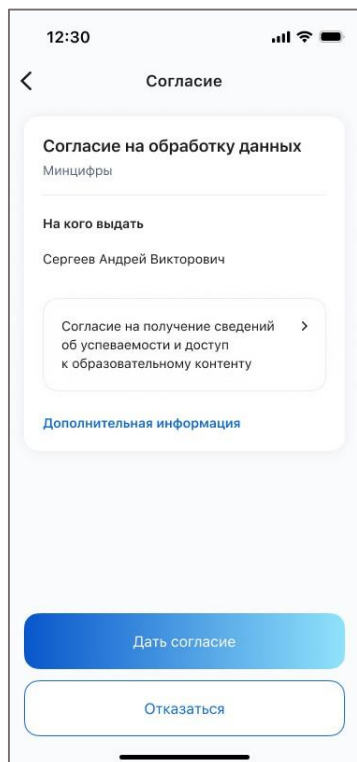 12:30
Согласие
Согласие на обработку данных
Минцифры
На кого выдать
Сергеев Андрей Викторович
Согласие на получение сведений
об успеваемости и доступ
к образовательному контенту
Дополнительная информация
Дать согласие
Отказаться